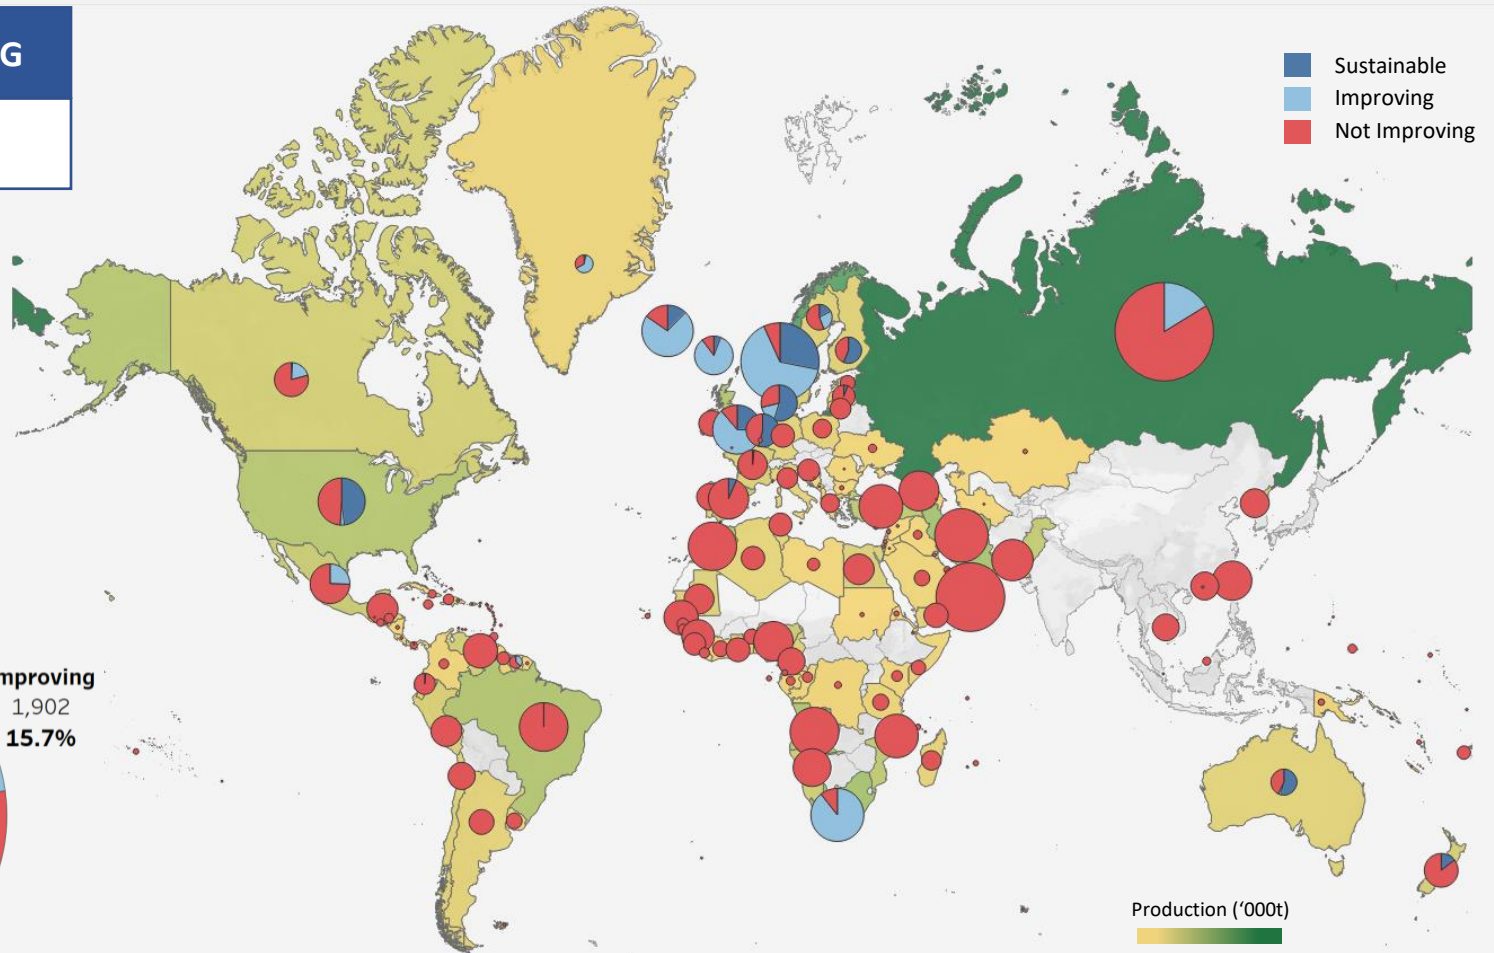 G
Sustainable
Improving
Not Improving
mproving
1,902
15.7%
Production (‘000t)